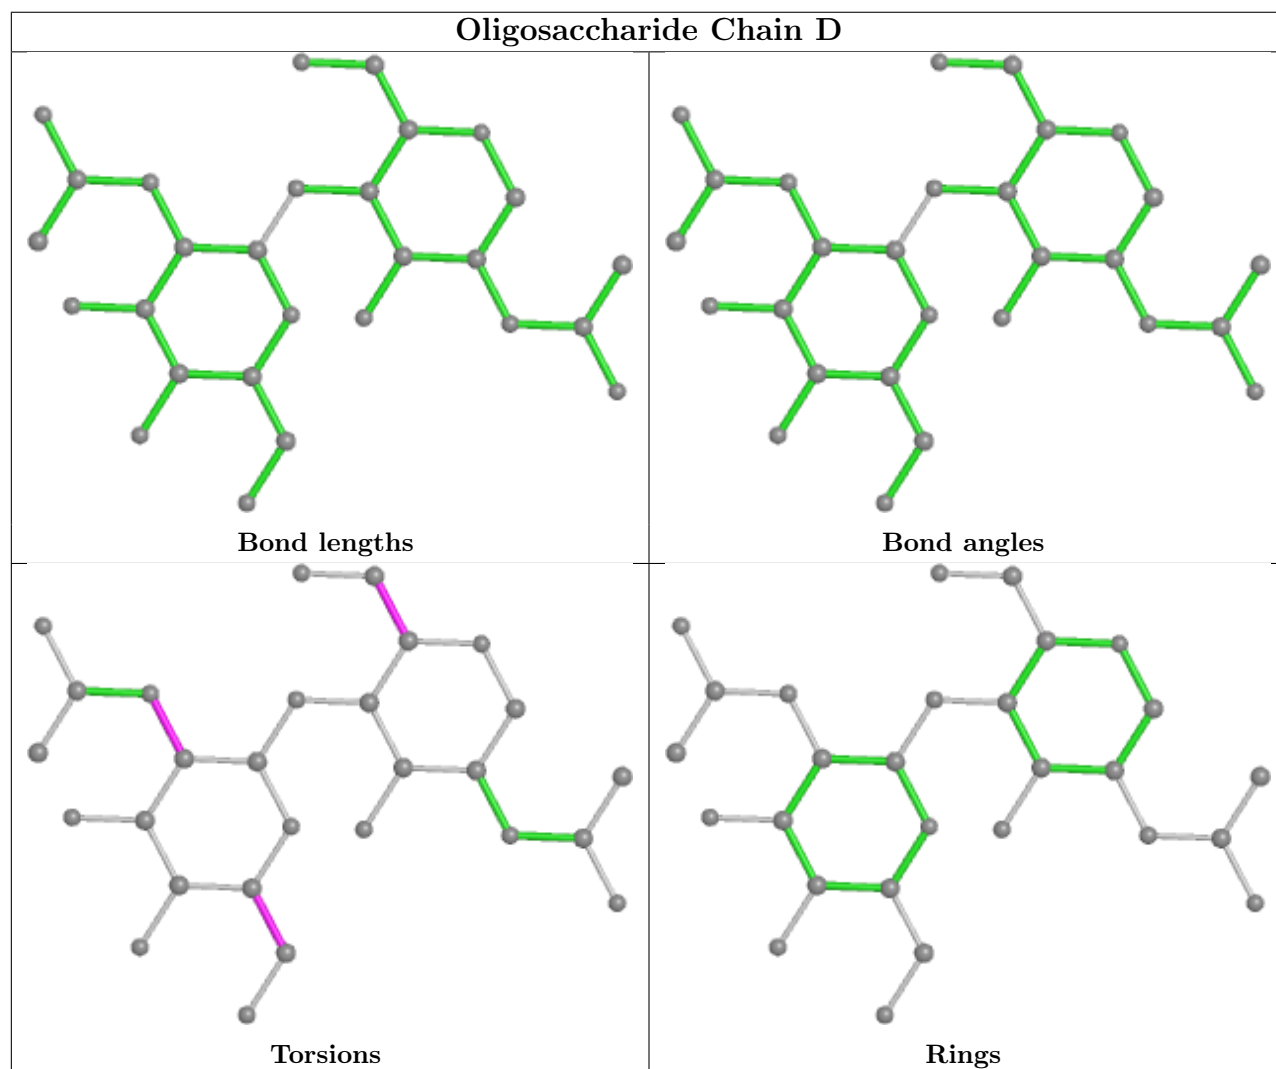 Oligosaccharide Chain D
Bond lengths
Bond angles
Torsions
Rings